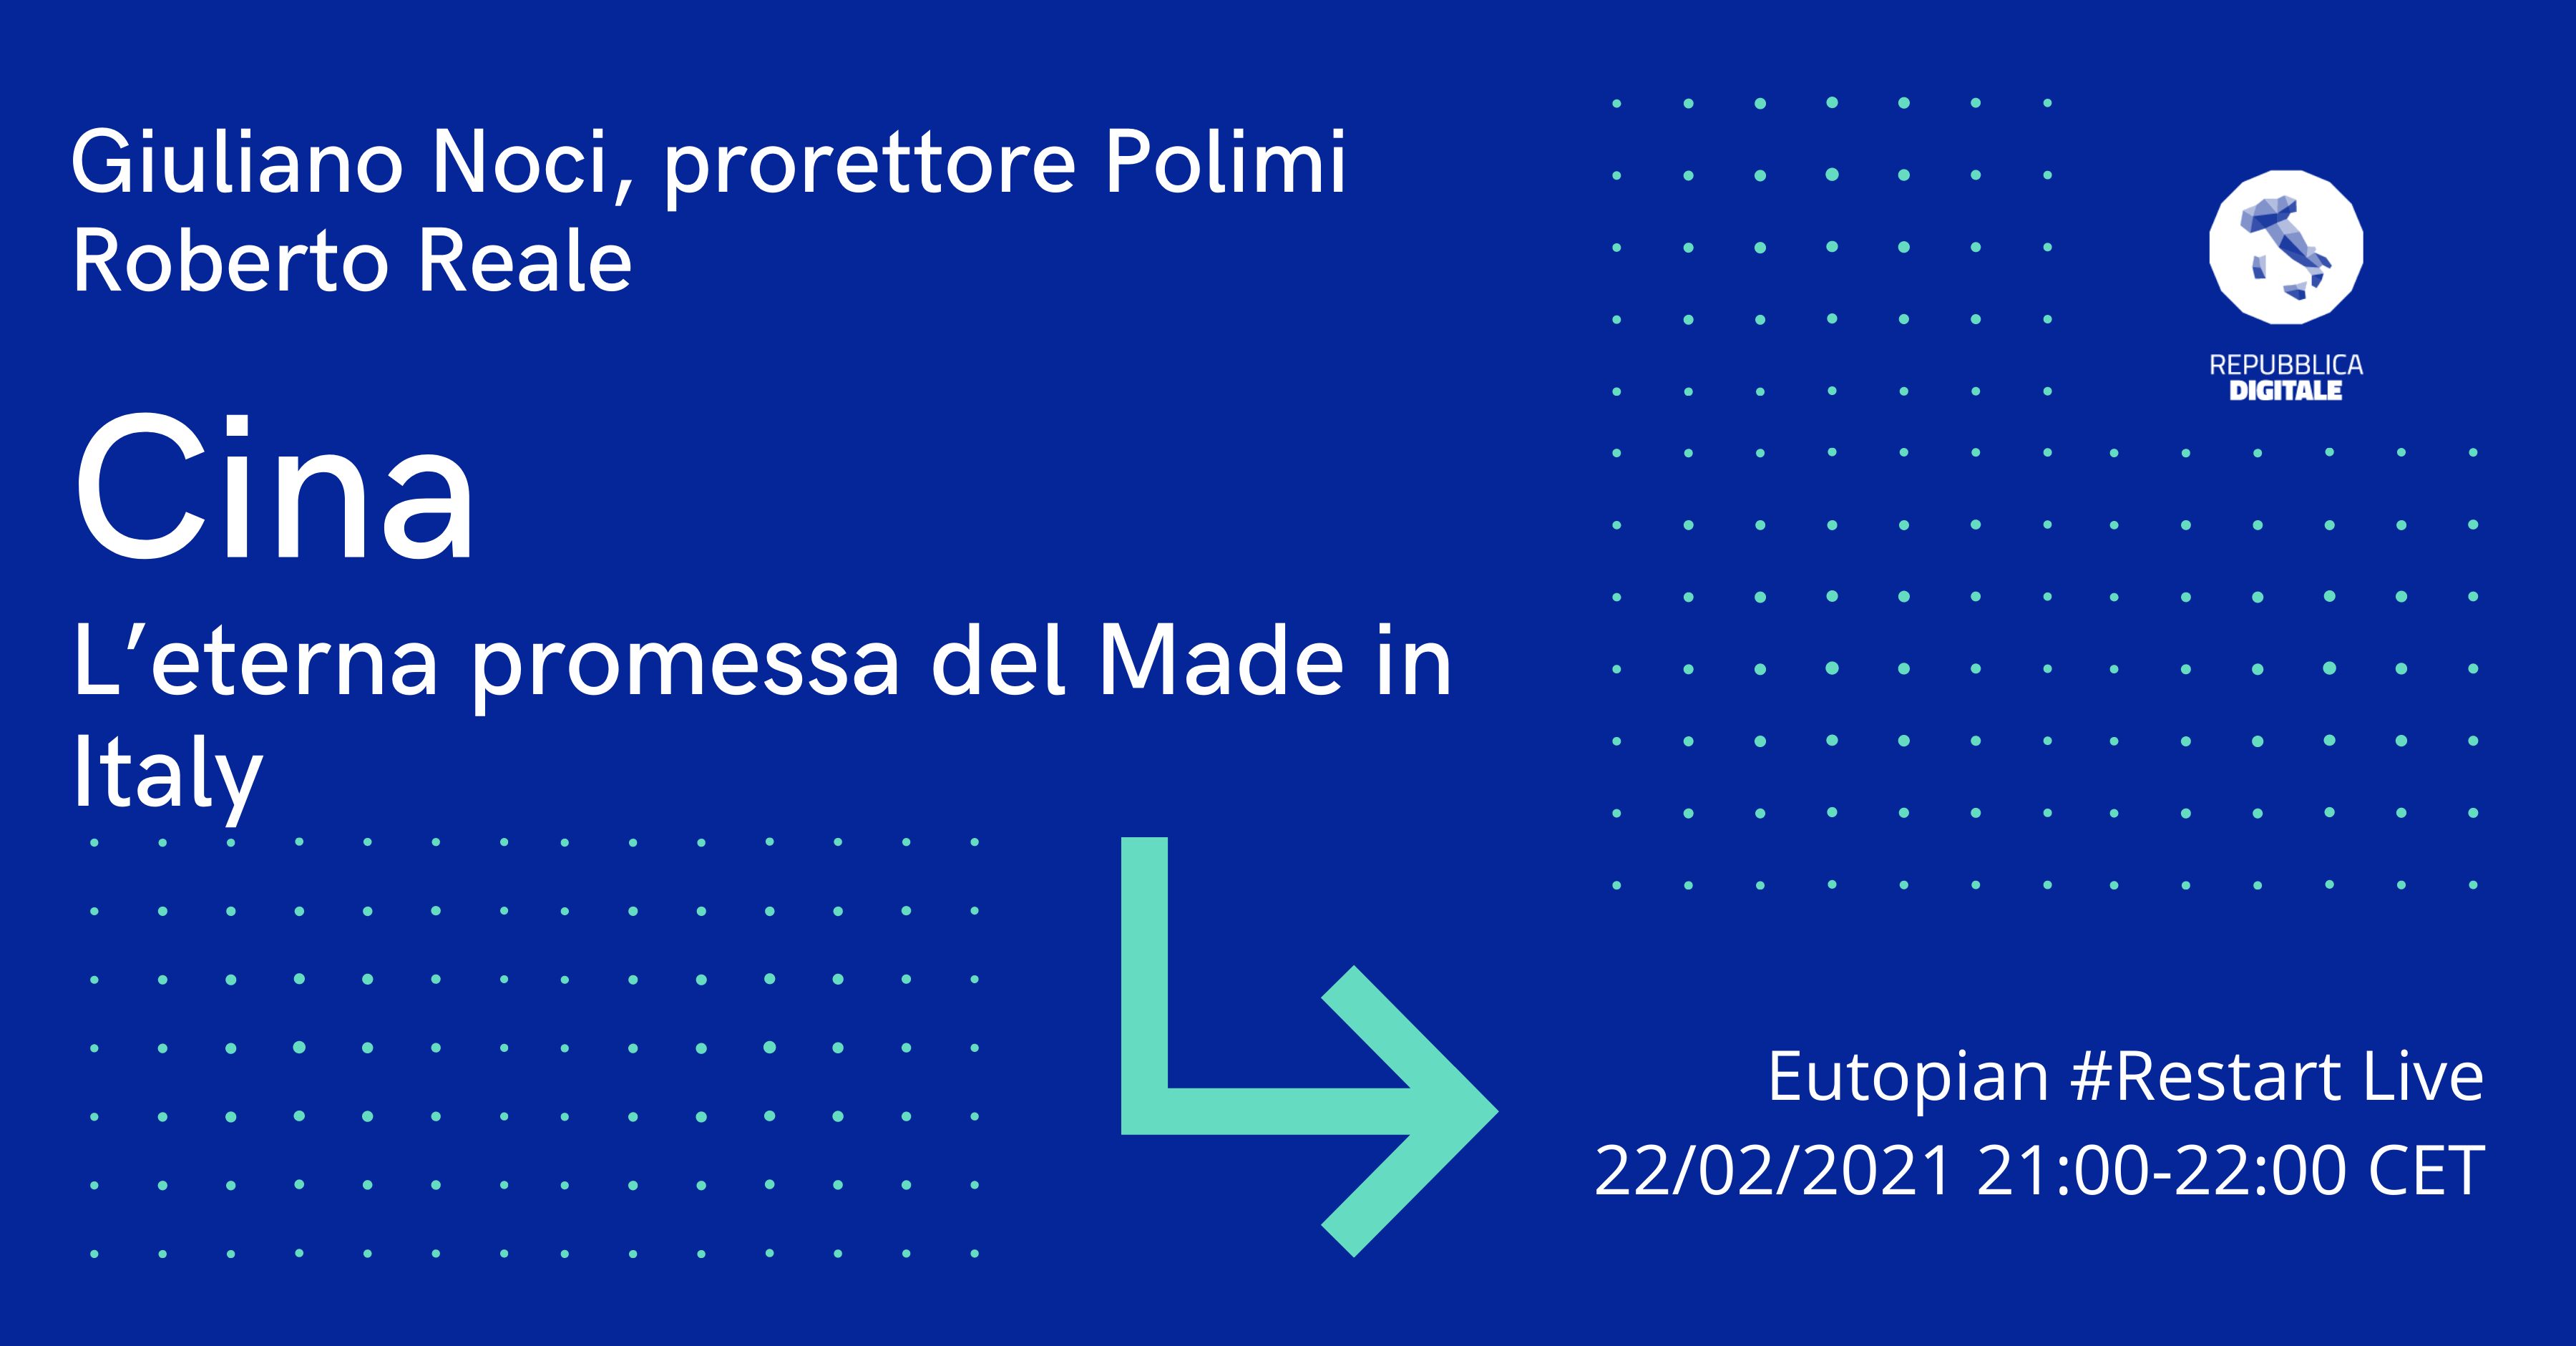 Giuliano Noci, prorettore Polimi
Roberto Reale
Cina
L’eterna promessa del Made in
Italy
REPUBBLICA
DIGITALE
Eutopian #Restart Live
22/02/2021 21:00-22:00 CET